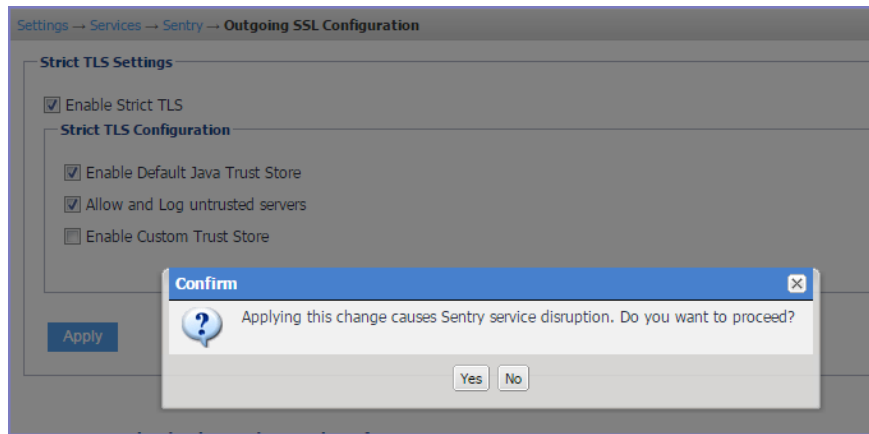 Settings → Services → Sentry → Outgoing SSL Configuration
Strict TLS Settings
Enable Strict TLS
Strict TLS Configuration
Enable Default Java Trust Store
Allow and Log untrusted servers
Enable Custom Trust Store
Confirm
Applying this change causes Sentry service disruption. Do you want to proceed?
Apply
Yes No